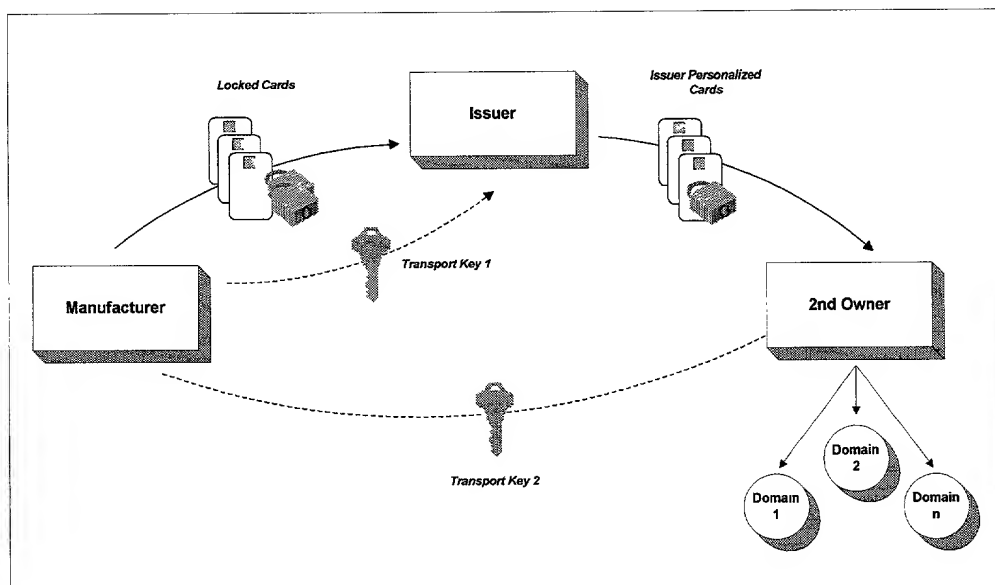 Locked Cards
Issuer Personalized
Cards
Issuer
Transport Key 1
Manufacturer
2nd Owner
Transport Key 2
Domain
1
Domain
2
Domain
n